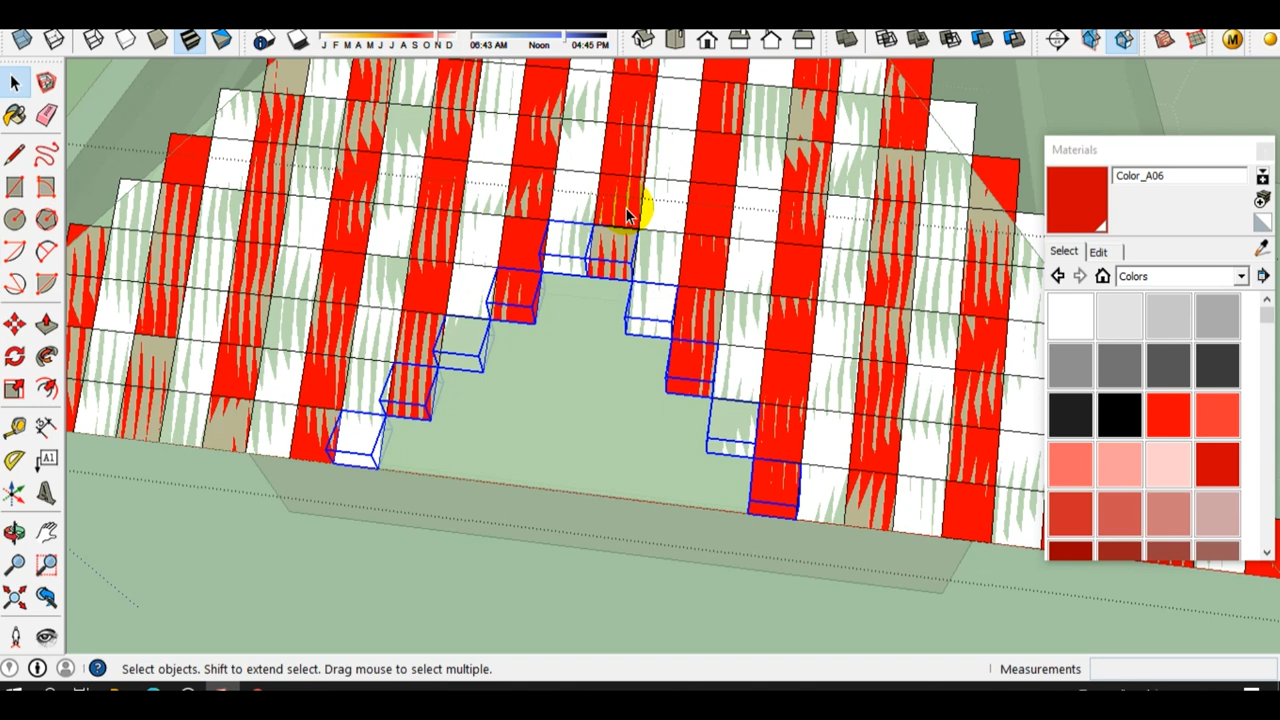 J F M A M J J A S O N D
06:43 AM Noon 04:45 PM
M
Materials
Color_A06
Select Edit
Colors
A1
Select objects. Shift to extend select. Drag mouse to select multiple.
Measurements